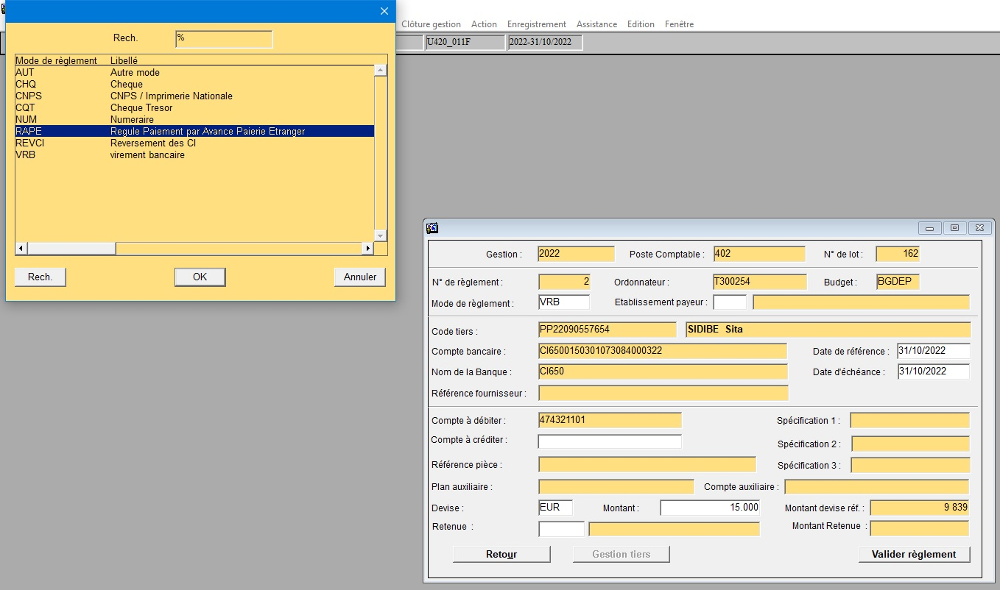 Clôture gestion Action Enregistrement Assistance Edition Fenêtre
U420_011F 2022-31/10/2022
Rech. %
Mode de règlement Libellé
AUT Autre mode
CHQ Cheque
CNPS CNPS / Imprimerie Nationale
CQT Cheque Tresor
NUM Numeraire
RAPE Regule Paiement par Avance Paierie Etranger
REVCI Reversement des CI
VRB virement bancaire
Rech. OK Annuler
Gestion : 2022 Poste Comptable : 402 N° de lot : 162
N° de règlement : 2 Ordonnateur : T300254 Budget : BGDEP
Mode de règlement : VRB Etablissement payeur :
Code tiers : PP22090557654 SIDIBE Sita
Compte bancaire : CI6500150301073084000322 Date de référence : 31/10/2022
Nom de la Banque : CI650 Date d'échéance : 31/10/2022
Référence fournisseur :
Compte à débiter : 474321101 Spécification 1 :
Compte à créditer : Spécification 2 :
Référence pièce : Spécification 3 :
Plan auxiliaire : Compte auxiliaire :
Devise : EUR Montant : 15.000 Montant devise réf. : 9 839
Retenue : Montant Retenue :
Retour Gestion tiers Valider règlement